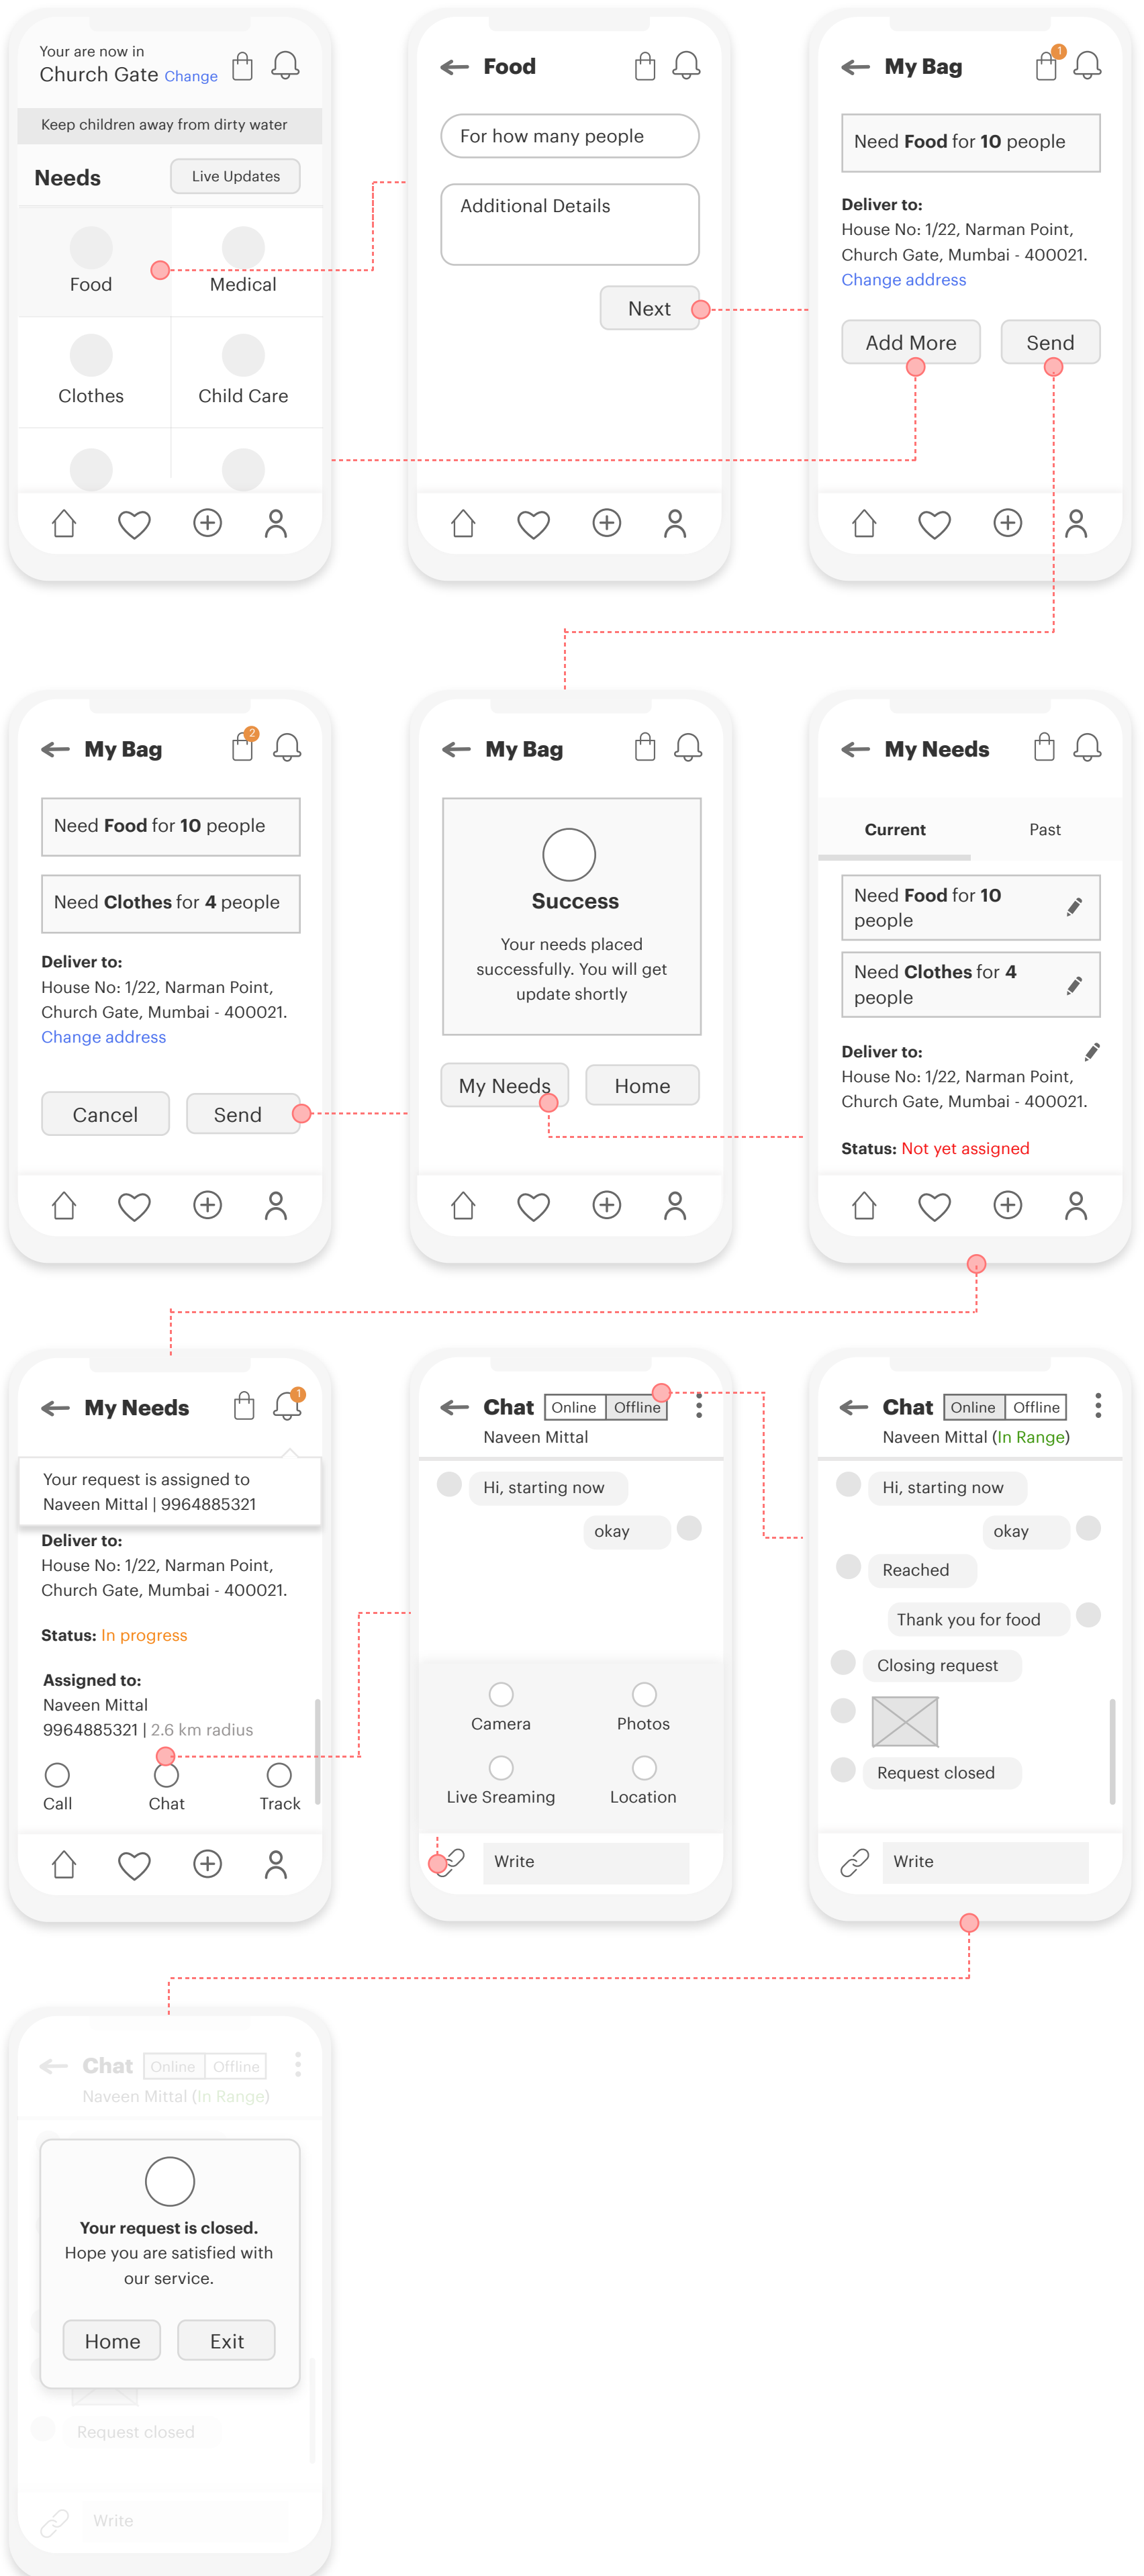 Your are now in
Church Gate Change
Keep children away from dirty water
Needs Live Updates
Food Medical
Clothes Child Care
Food
For how many people
Additional Details
Next
My Bag 1
Need Food for 10 people
Deliver to:
House No: 1/22, Narman Point,
Church Gate, Mumbai - 400021.
Change address
Add More Send
My Bag 2
Need Food for 10 people
Need Clothes for 4 people
Deliver to:
House No: 1/22, Narman Point,
Church Gate, Mumbai - 400021.
Change address
Cancel Send
My Bag
Success
Your needs placed
successfully. You will get
update shortly
My Needs Home
My Needs
Current Past
Need Food for 10
people
Need Clothes for 4
people
Deliver to:
House No: 1/22, Narman Point,
Church Gate, Mumbai - 400021.
Status: Not yet assigned
My Needs 1
Your request is assigned to
Naveen Mittal | 9964885321
Deliver to:
House No: 1/22, Narman Point,
Church Gate, Mumbai - 400021.
Status: In progress
Assigned to:
Naveen Mittal
9964885321 | 2.6 km radius
Call Chat Track
Chat Online Offline
Naveen Mittal
Hi, starting now
okay
Camera Photos
Live Sreaming Location
Write
Chat Online Offline
Naveen Mittal (In Range)
Hi, starting now
okay
Reached
Thank you for food
Closing request
Request closed
Write
Chat Online Offline
Naveen Mittal (In Range)
Your request is closed.
Hope you are satisfied with
our service.
Home Exit
Request closed
Write